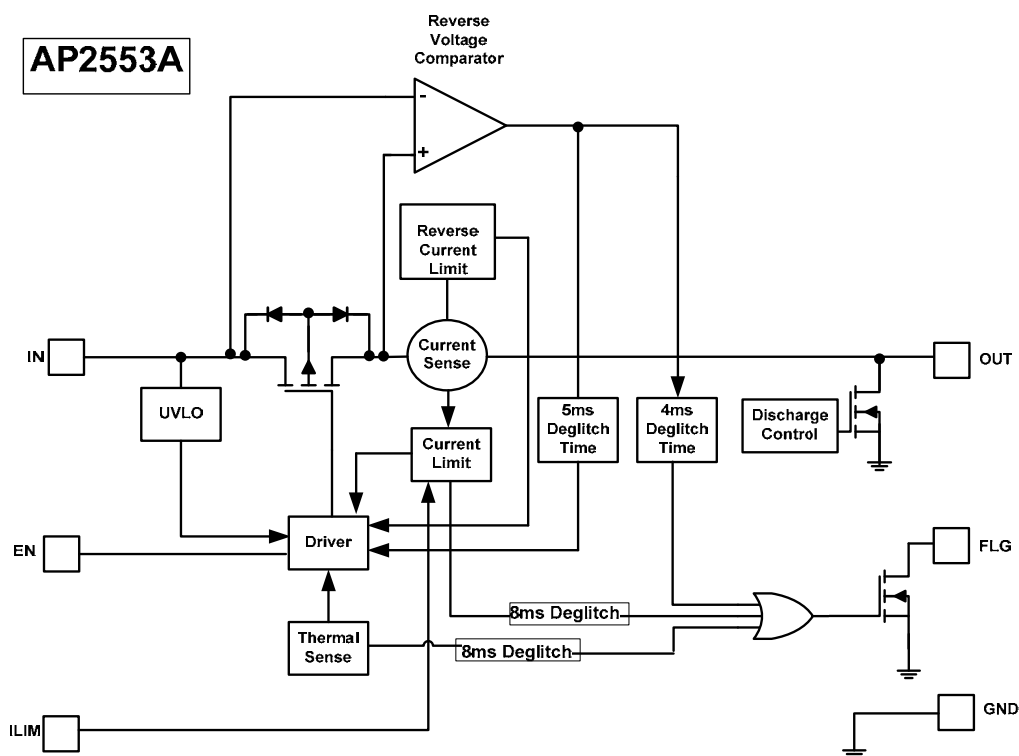 AP2553A
Reverse
Voltage
Comparator
-
+
Reverse
Current
Limit
IN
Current
Sense
OUT
UVLO
Current
Limit
5ms
Deglitch
Time
4ms
Deglitch
Time
Discharge
Control
EN
Driver
FLG
8ms Deglitch
Thermal
Sense
8ms Deglitch
ILIM
GND